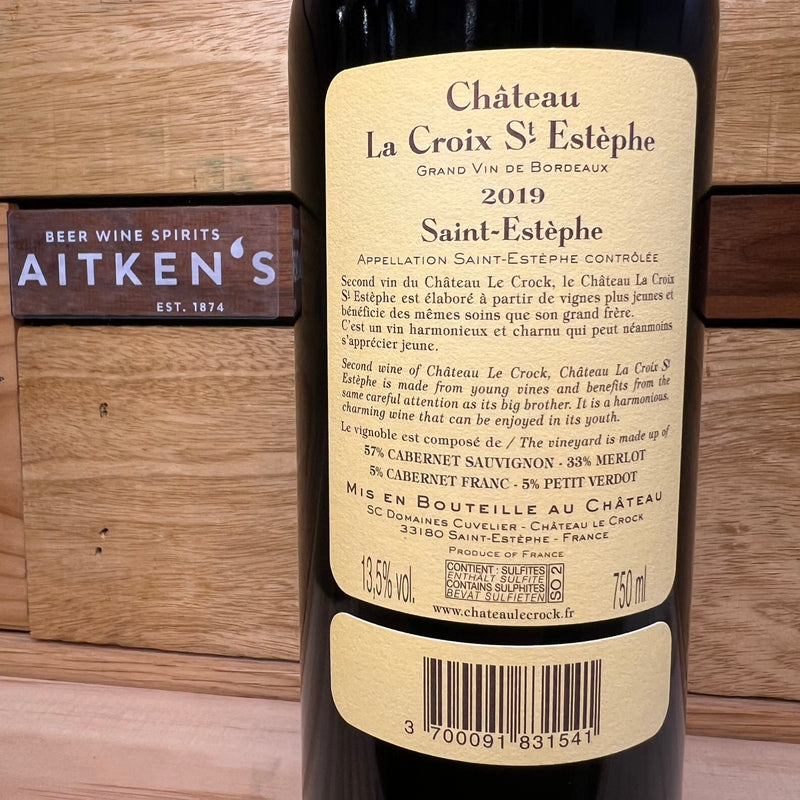 BEER WINE SPIRITS
AITKEN'S
EST. 1874
Château
La Croix St Estèphe
GRAND VIN DE BORDEAUX
2019
Saint-Estèphe
APPELLATION SAINT-ESTÈPHE CONTRÔLÉE
Second vin du Château Le Crock, le Château La Croix
St Estèphe est élaboré à partir de vignes plus jeunes et
bénéficie des mêmes soins que son grand frère.
C'est un vin harmonieux et charnu qui peut néanmoins
s'apprécier jeune.
Second wine of Château Le Crock, Château La Croix St
Estèphe is made from young vines and benefits from the
same careful attention as its big brother. It is a harmonious,
charming wine that can be enjoyed in its youth.
Le vignoble est composé de / The vineyard is made up of
57% CABERNET SAUVIGNON - 33% MERLOT
5% CABERNET FRANC - 5% PETIT VERDOT
MIS EN BOUTEILLE AU CHÂTEAU
SC DOMAINES CUVELIER - CHÂTEAU LE CROCK
33180 SAINT-ESTÈPHE - FRANCE
PRODUCE OF FRANCE
13,5% vol.
CONTIENT : SULFITES
ENTHÄLT SULFITE
CONTAINS SULPHITES
BEVAT SULFIETEN
SO2
750 ml
www.chateaulecrock.fr
3 700091 831541